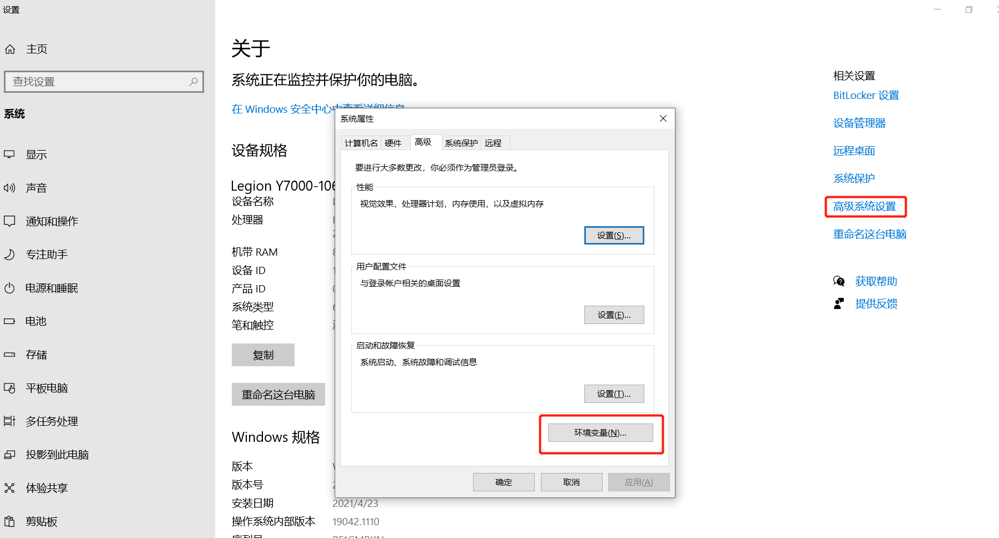 设置
主页
查找设置
系统
显示
声音
通知和操作
专注助手
电源和睡眠
电池
存储
平板电脑
多任务处理
投影到此电脑
体验共享
剪贴板
关于
系统正在监控并保护你的电脑。
在 Windows 安全中心中查看详细信息
设备规格
Legion Y7000-106
设备名称
处理器
机带 RAM
设备 ID
产品 ID
系统类型
笔和触控
复制
重命名这台电脑
Windows 规格
版本
版本号
安装日期 2021/4/23
操作系统内部版本 19042.1110
系统属性
计算机名 硬件 高级 系统保护 远程
要进行大多数更改，你必须作为管理员登录。
性能
视觉效果，处理器计划，内存使用，以及虚拟内存
设置(S)...
用户配置文件
与登录帐户相关的桌面设置
设置(E)...
启动和故障恢复
系统启动、系统故障和调试信息
设置(T)...
环境变量(N)...
确定 取消 应用(A)
相关设置
BitLocker 设置
设备管理器
远程桌面
系统保护
高级系统设置
重命名这台电脑
获取帮助
提供反馈